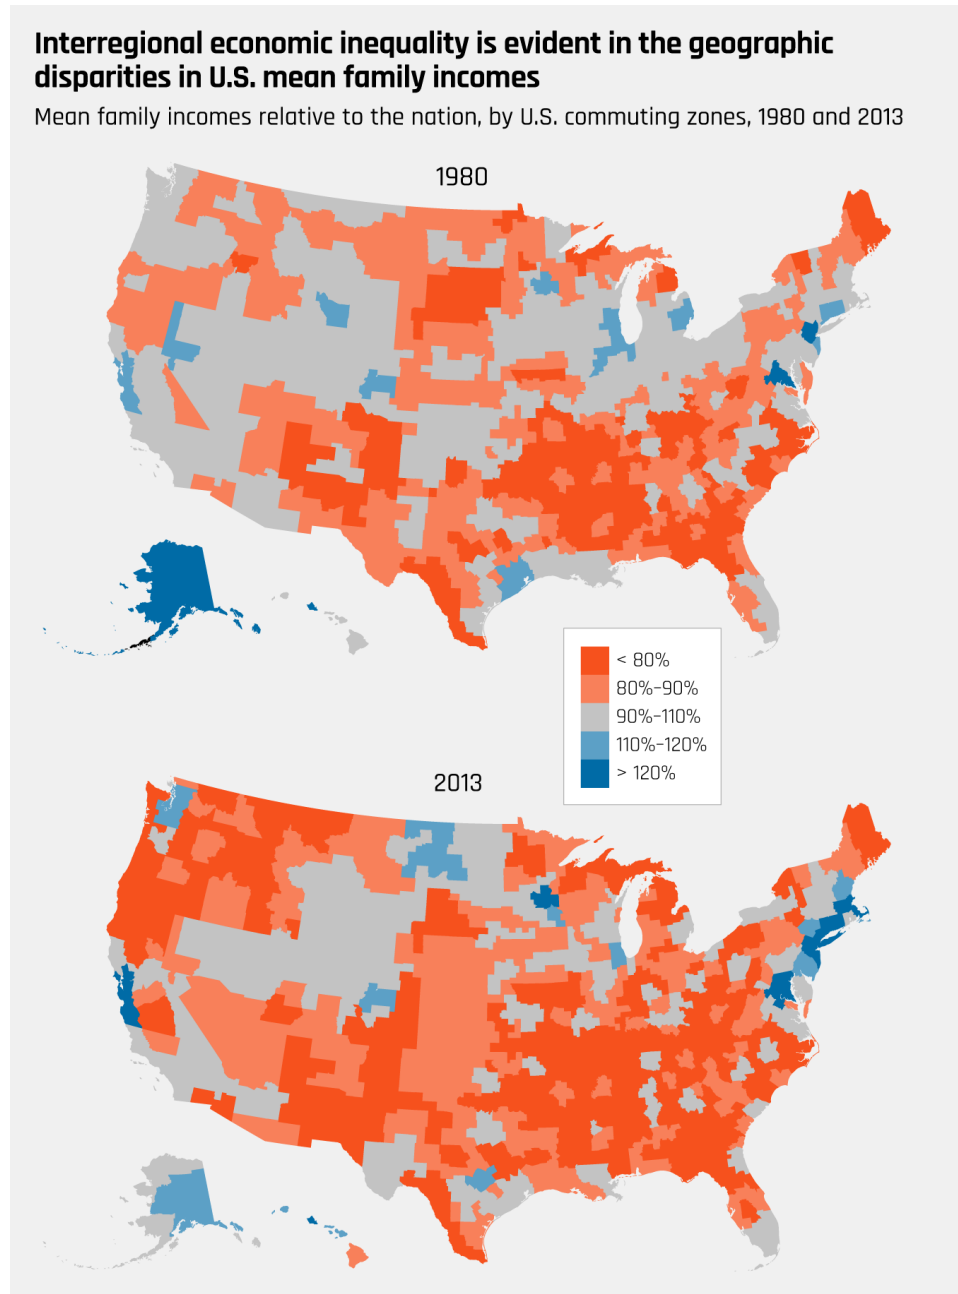 Interregional economic inequality is evident in the geographic
disparities in U.S. mean family incomes
Mean family incomes relative to the nation, by U.S. commuting zones, 1980 and 2013
1980
< 80%
80%–90%
90%–110%
110%–120%
> 120%
2013